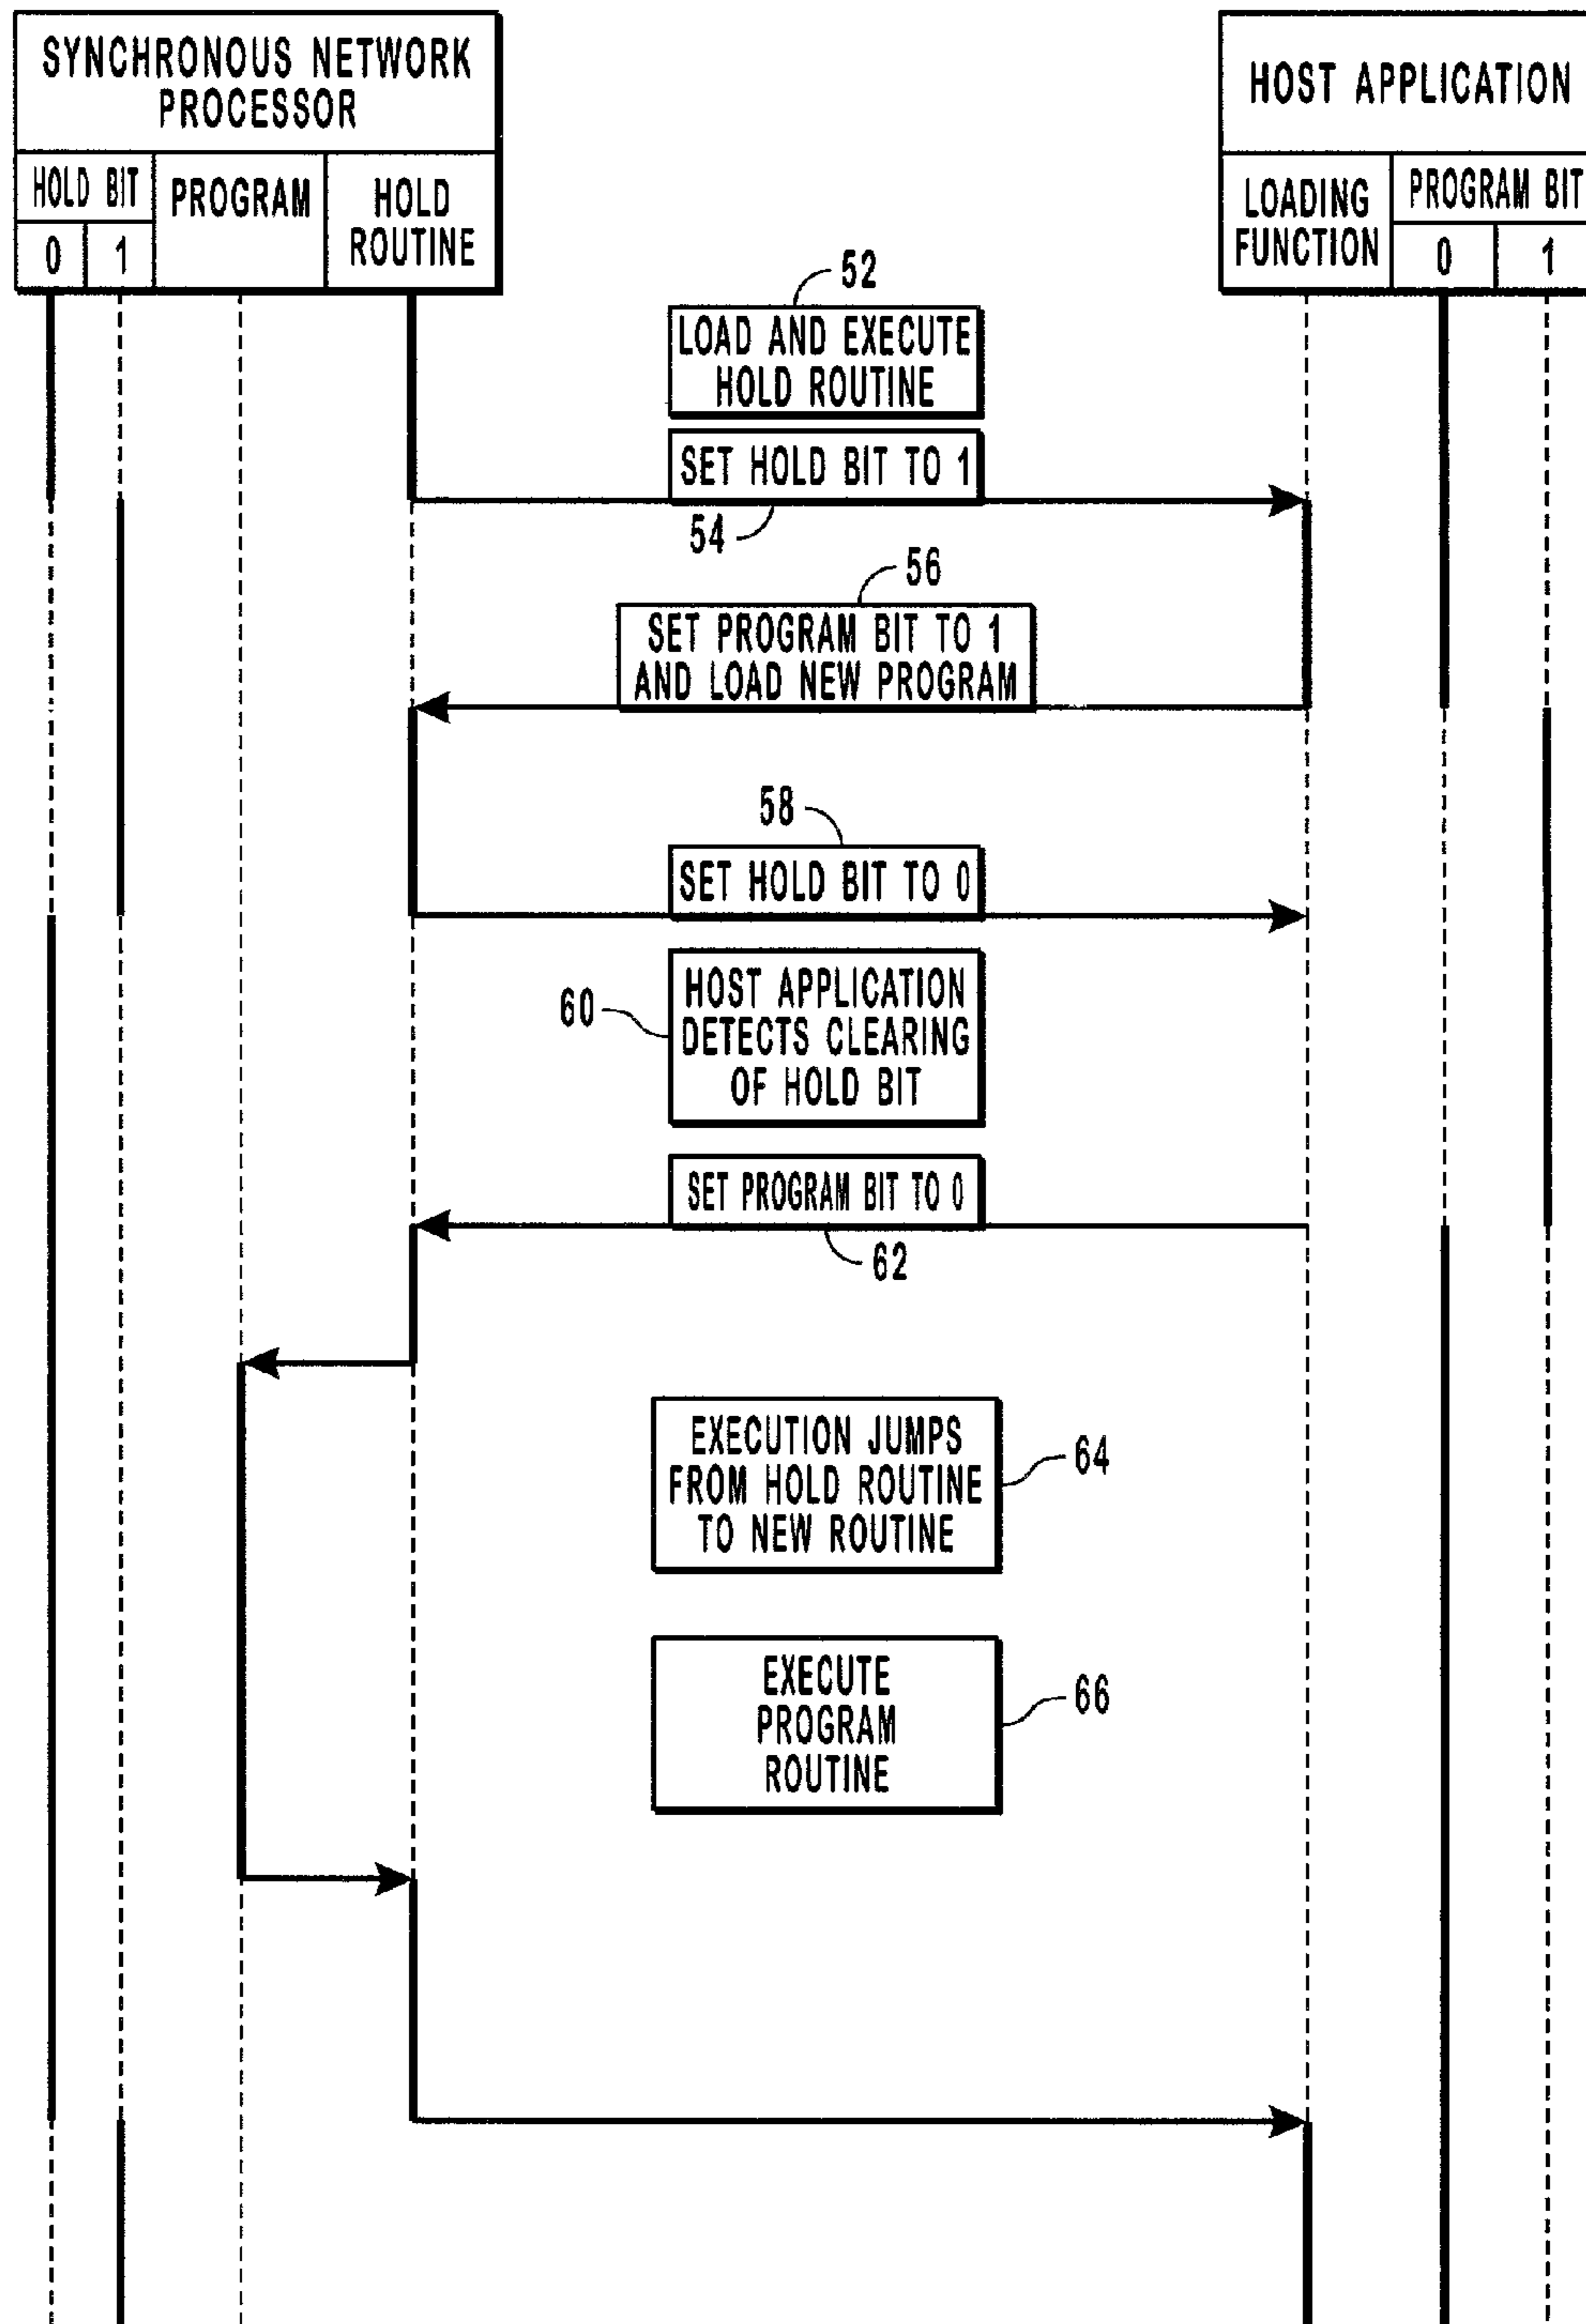 SYNCHRONOUS NETWORK
PROCESSOR
HOST APPLICATION
HOLD BIT
PROGRAM
HOLD
ROUTINE
0
1
LOADING
FUNCTION
PROGRAM BIT
0
1
52
LOAD AND EXECUTE
HOLD ROUTINE
SET HOLD BIT TO 1
54
56
SET PROGRAM BIT TO 1
AND LOAD NEW PROGRAM
58
SET HOLD BIT TO 0
60
HOST APPLICATION
DETECTS CLEARING
OF HOLD BIT
SET PROGRAM BIT TO 0
62
EXECUTION JUMPS
FROM HOLD ROUTINE
TO NEW ROUTINE
64
EXECUTE
PROGRAM
ROUTINE
66